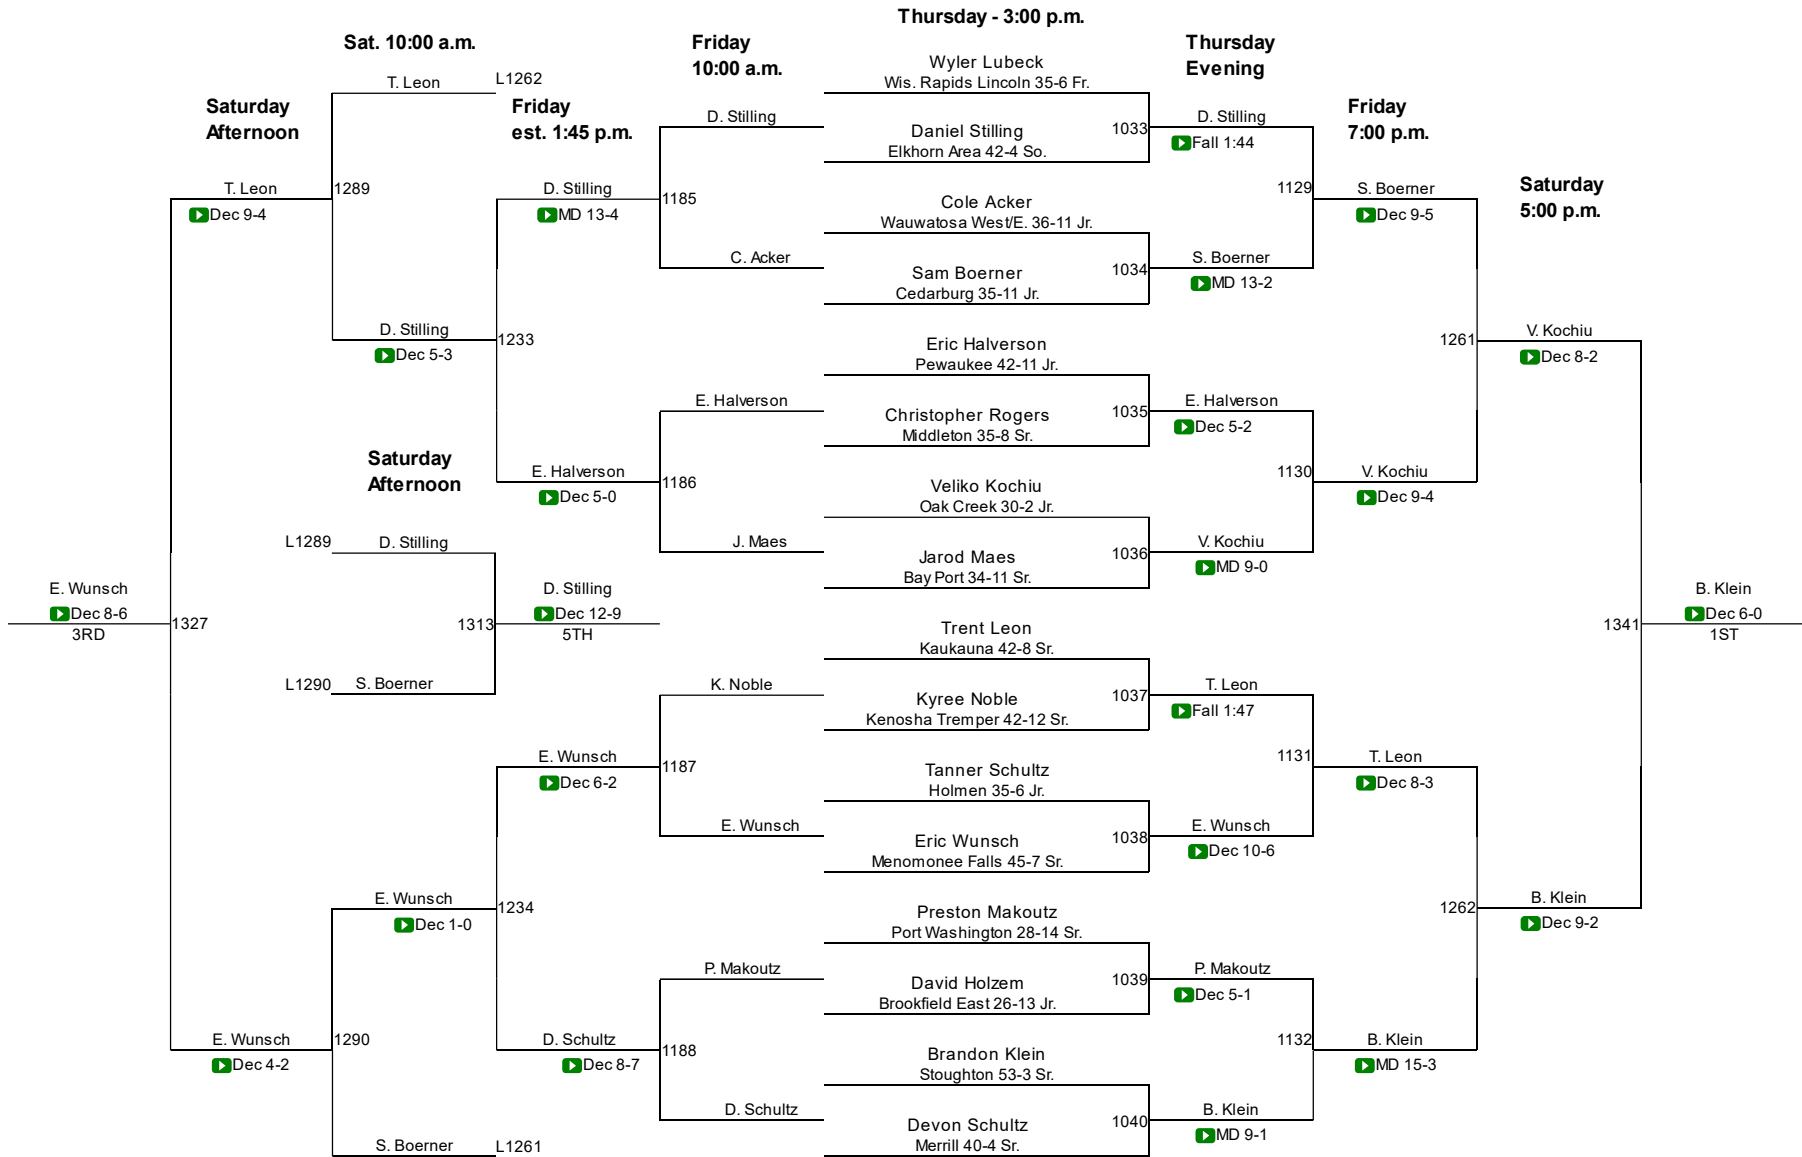 Thursday - 3:00 p.m.
Sat. 10:00 a.m.
Friday
10:00 a.m.
Thursday
Evening
Saturday
Afternoon
Friday
est. 1:45 p.m.
Friday
7:00 p.m.
Saturday
5:00 p.m.
Saturday
Afternoon
Wyler Lubeck
Wis. Rapids Lincoln 35-6 Fr.
1033
Daniel Stilling
Elkhorn Area 42-4 So.
Cole Acker
Wauwatosa West/E. 36-11 Jr.
1034
Sam Boerner
Cedarburg 35-11 Jr.
Eric Halverson
Pewaukee 42-11 Jr.
1035
Christopher Rogers
Middleton 35-8 Sr.
Veliko Kochiu
Oak Creek 30-2 Jr.
1036
Jarod Maes
Bay Port 34-11 Sr.
Trent Leon
Kaukauna 42-8 Sr.
1037
Kyree Noble
Kenosha Tremper 42-12 Sr.
Tanner Schultz
Holmen 35-6 Jr.
1038
Eric Wunsch
Menomonee Falls 45-7 Sr.
Preston Makoutz
Port Washington 28-14 Sr.
1039
David Holzem
Brookfield East 26-13 Jr.
Brandon Klein
Stoughton 53-3 Sr.
1040
Devon Schultz
Merrill 40-4 Sr.
D. Stilling
Fall 1:44
1129
S. Boerner
MD 13-2
E. Halverson
Dec 5-2
1130
V. Kochiu
MD 9-0
T. Leon
Fall 1:47
1131
E. Wunsch
Dec 10-6
P. Makoutz
Dec 5-1
1132
B. Klein
MD 9-1
S. Boerner
Dec 9-5
1261
V. Kochiu
Dec 9-4
T. Leon
Dec 8-3
1262
B. Klein
MD 15-3
V. Kochiu
Dec 8-2
1341
B. Klein
Dec 9-2
B. Klein
Dec 6-0
1ST
D. Stilling
1185
C. Acker
E. Halverson
1186
J. Maes
K. Noble
1187
E. Wunsch
P. Makoutz
1188
D. Schultz
D. Stilling
MD 13-4
1233
E. Halverson
Dec 5-0
E. Wunsch
Dec 6-2
1234
D. Schultz
Dec 8-7
T. Leon
L1262
1289
D. Stilling
Dec 5-3
E. Wunsch
Dec 1-0
1290
S. Boerner
L1261
T. Leon
Dec 9-4
1327
E. Wunsch
Dec 4-2
E. Wunsch
Dec 8-6
3RD
L1289
D. Stilling
1313
L1290
S. Boerner
D. Stilling
Dec 12-9
5TH